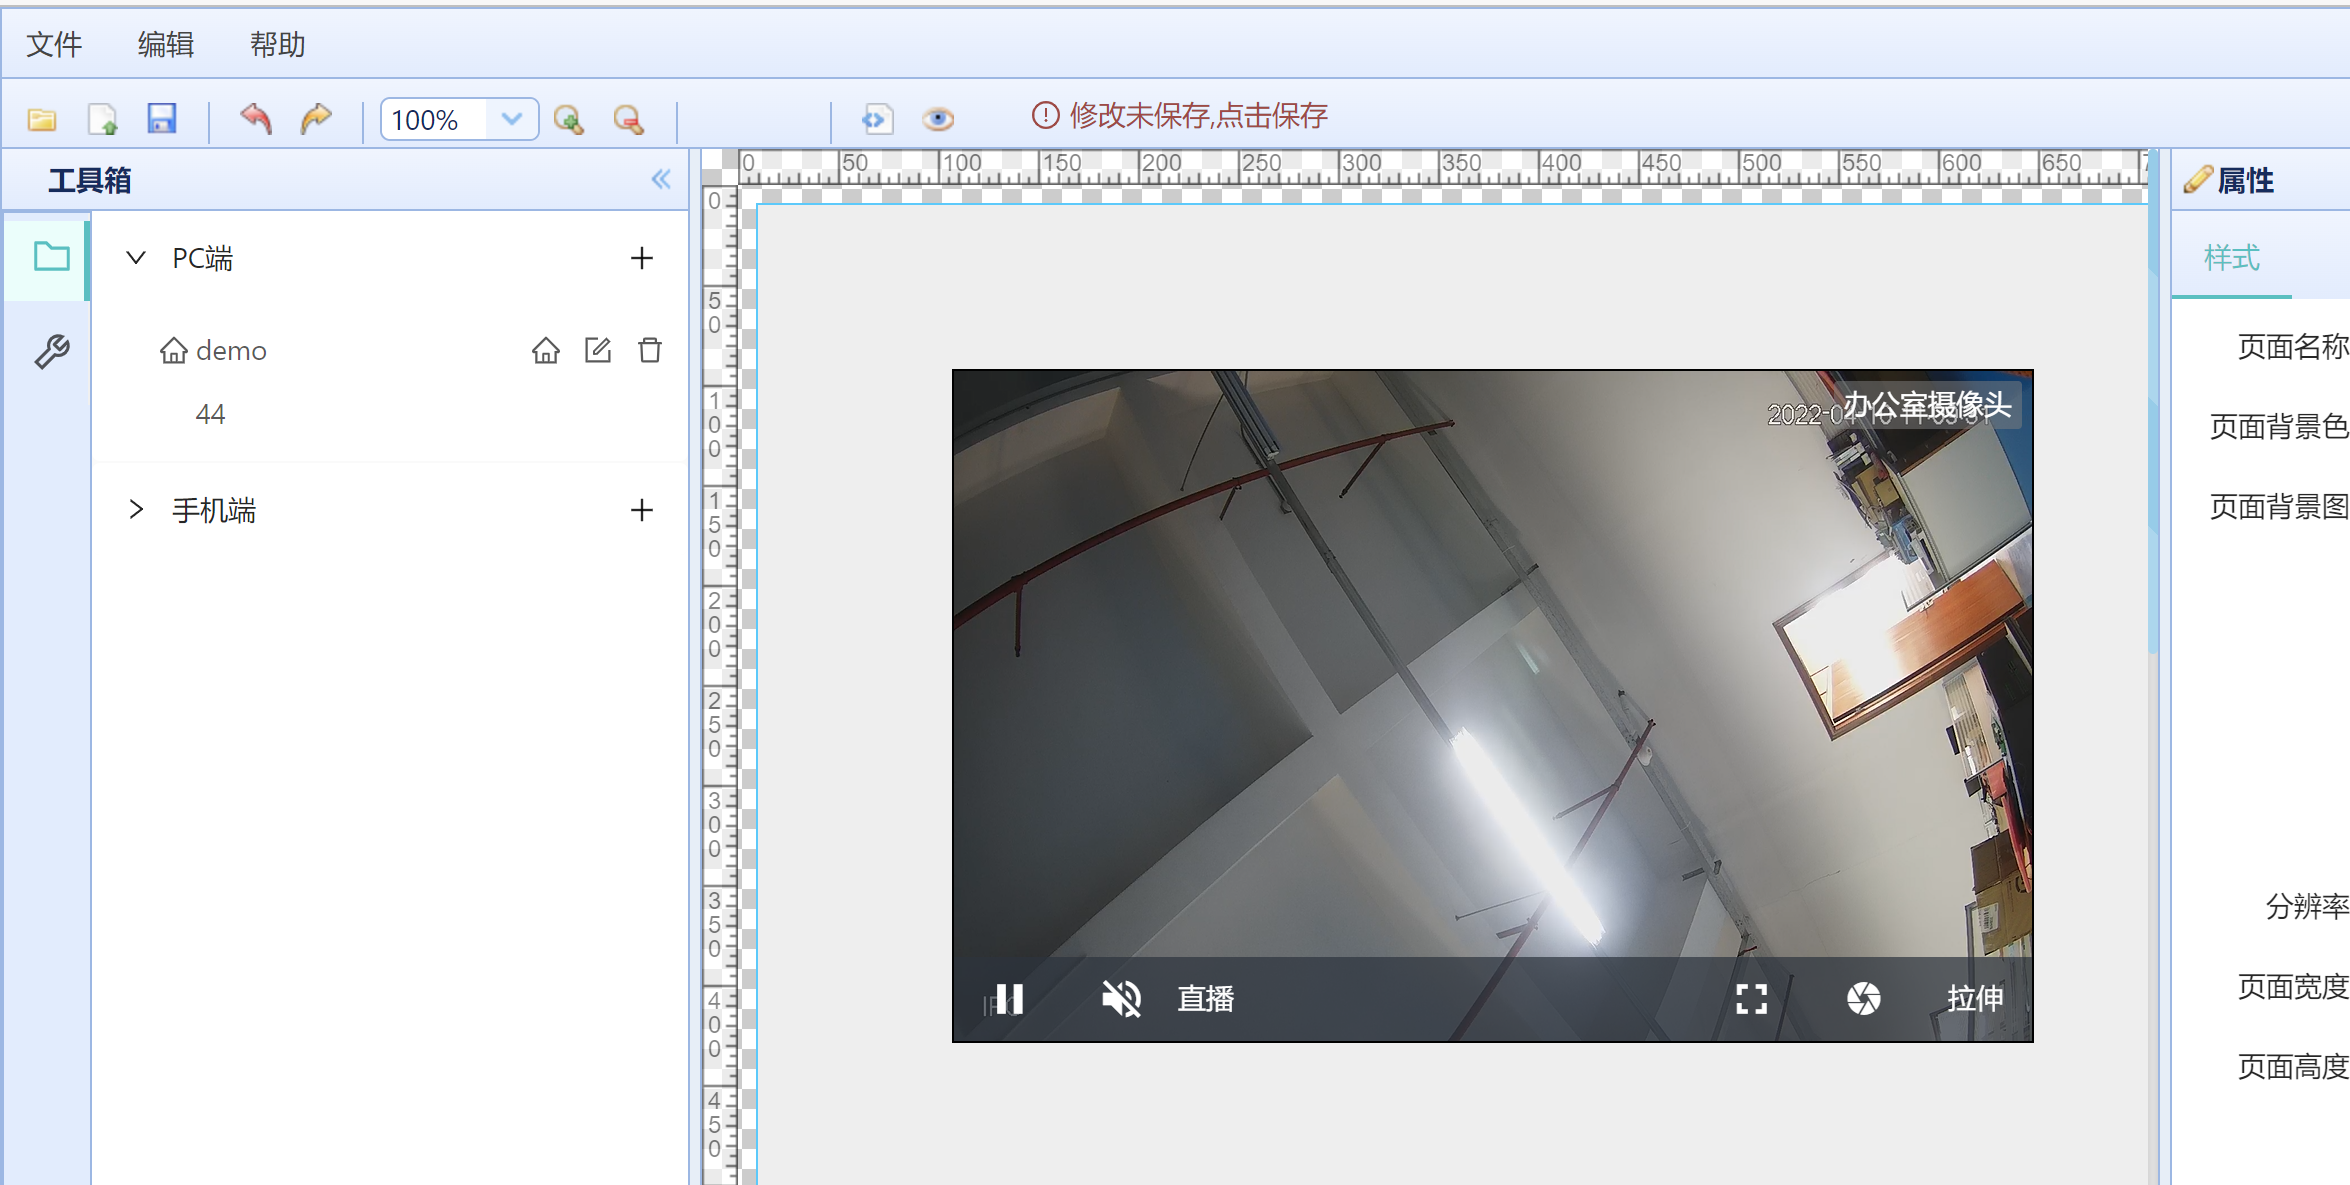 文件 编辑 帮助
100%
修改未保存,点击保存
工具箱
PC端
demo
44
手机端
0 50 100 150 200 250 300 350 400 450 500 550 600 650
0
50
100
150
200
250
300
350
400
450
办公室摄像头
直播
拉伸
属性
样式
页面名称
页面背景色
页面背景图
分辨率
页面宽度
页面高度